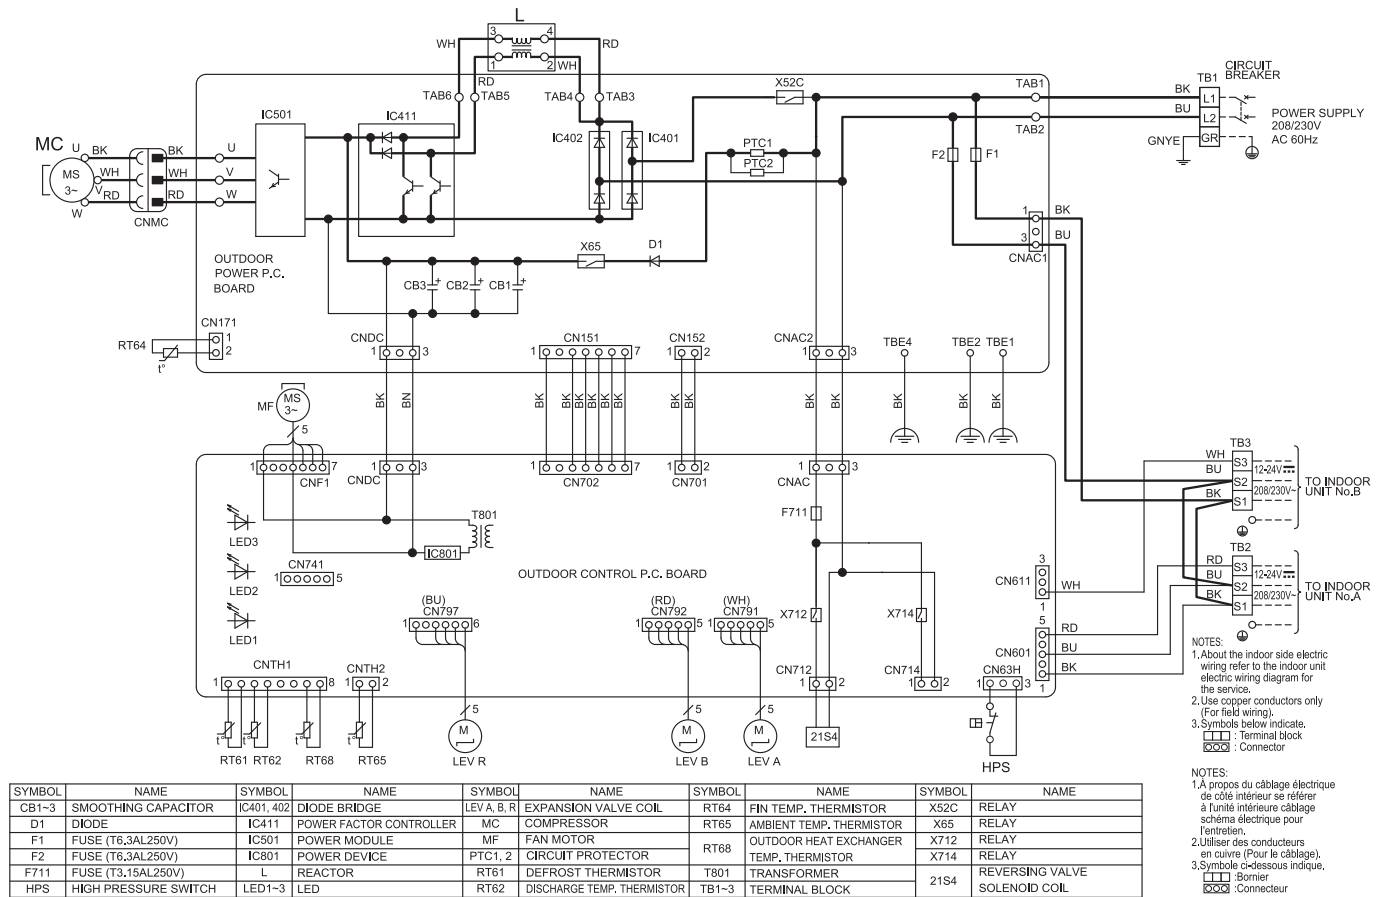 L
3 4
WH RD
1 2 WH
RD
TAB6 TAB5 TAB4 TAB3
X52C
TAB1
TAB2
BK
BU
TB1
L1
L2
GR
GNYE
CIRCUIT
BREAKER
POWER SUPPLY
208/230V
AC 60Hz
IC501
IC411
IC402 IC401
PTC1
PTC2
F2 F1
MC
MS
3~
U BK BK U
V WH WH V
W RD RD W
CNMC
OUTDOOR
POWER P.C.
BOARD
X65 D1
CB3 + CB2 + CB1 +
1 BK
3 BU
CNAC1
CN171
1
2
RT64
t°
CNDC
1 3
CN151
1 7
CN152
1 2
CNAC2
1 3
TBE4 TBE2 TBE1
MS
3~
MF
5
BK BN
BK BK BK BK BK BK BK
BK BK
BK BK
BK BK BK
1 7
CNF1
1 3
CNDC
1 7
CN702
1 2
CN701
1 3
CNAC
F711
T801
IC801
LED3
LED2
LED1
CN741
1 5
OUTDOOR CONTROL P.C. BOARD
(BU)
CN797
1 6
(RD)
CN792
1 5
(WH)
CN791
1 5
X712 X714
CN712
1 2
CN714
1 2
CN611
3
1
WH
CN601
5
1
RD
BU
BK
CN63H
1 3
CNTH1
1 8
CNTH2
1 2
t° t° t° t°
RT61 RT62 RT68 RT65
5
M
LEV R
5
M
LEV B
5
M
LEV A
21S4
HPS
TB3
WH S3
BU S2
BK S1
12-24V
208/230V~
TO INDOOR
UNIT No.B
TB2
RD S3
BU S2
BK S1
12-24V
208/230V~
TO INDOOR
UNIT No.A
NOTES:
1.About the indoor side electric
wiring refer to the indoor unit
electric wiring diagram for
the service.
2.Use copper conductors only
(For field wiring).
3.Symbols below indicate.
: Terminal block
: Connector
NOTES:
1.À propos du câblage électrique
de côté intérieur se référer
à l'unité intérieure câblage
schéma électrique pour
l'entretien.
2.Utiliser des conducteurs
en cuivre (Pour le câblage).
3.Symbole ci-dessous indique.
:Bornier
:Connecteur
SYMBOL NAME SYMBOL NAME SYMBOL NAME SYMBOL NAME SYMBOL NAME
CB1~3 SMOOTHING CAPACITOR IC401, 402 DIODE BRIDGE LEV A, B, R EXPANSION VALVE COIL RT64 FIN TEMP. THERMISTOR X52C RELAY
D1 DIODE IC411 POWER FACTOR CONTROLLER MC COMPRESSOR RT65 AMBIENT TEMP. THERMISTOR X65 RELAY
F1 FUSE (T6.3AL250V) IC501 POWER MODULE MF FAN MOTOR RT68 OUTDOOR HEAT EXCHANGER X712 RELAY
F2 FUSE (T6.3AL250V) IC801 POWER DEVICE PTC1, 2 CIRCUIT PROTECTOR TEMP. THERMISTOR X714 RELAY
F711 FUSE (T3.15AL250V) L REACTOR RT61 DEFROST THERMISTOR T801 TRANSFORMER 21S4 REVERSING VALVE
HPS HIGH PRESSURE SWITCH LED1~3 LED RT62 DISCHARGE TEMP. THERMISTOR TB1~3 TERMINAL BLOCK SOLENOID COIL